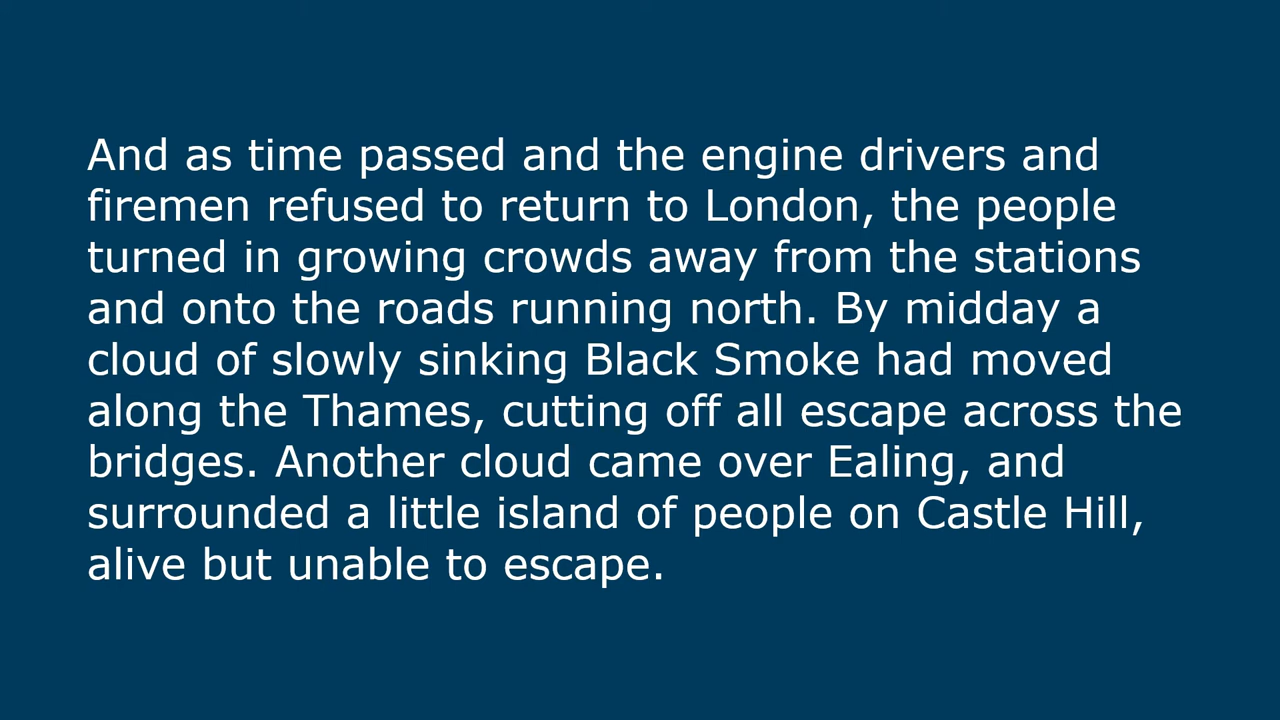 And as time passed and the engine drivers and
firemen refused to return to London, the people
turned in growing crowds away from the stations
and onto the roads running north. By midday a
cloud of slowly sinking Black Smoke had moved
along the Thames, cutting off all escape across the
bridges. Another cloud came over Ealing, and
surrounded a little island of people on Castle Hill,
alive but unable to escape.